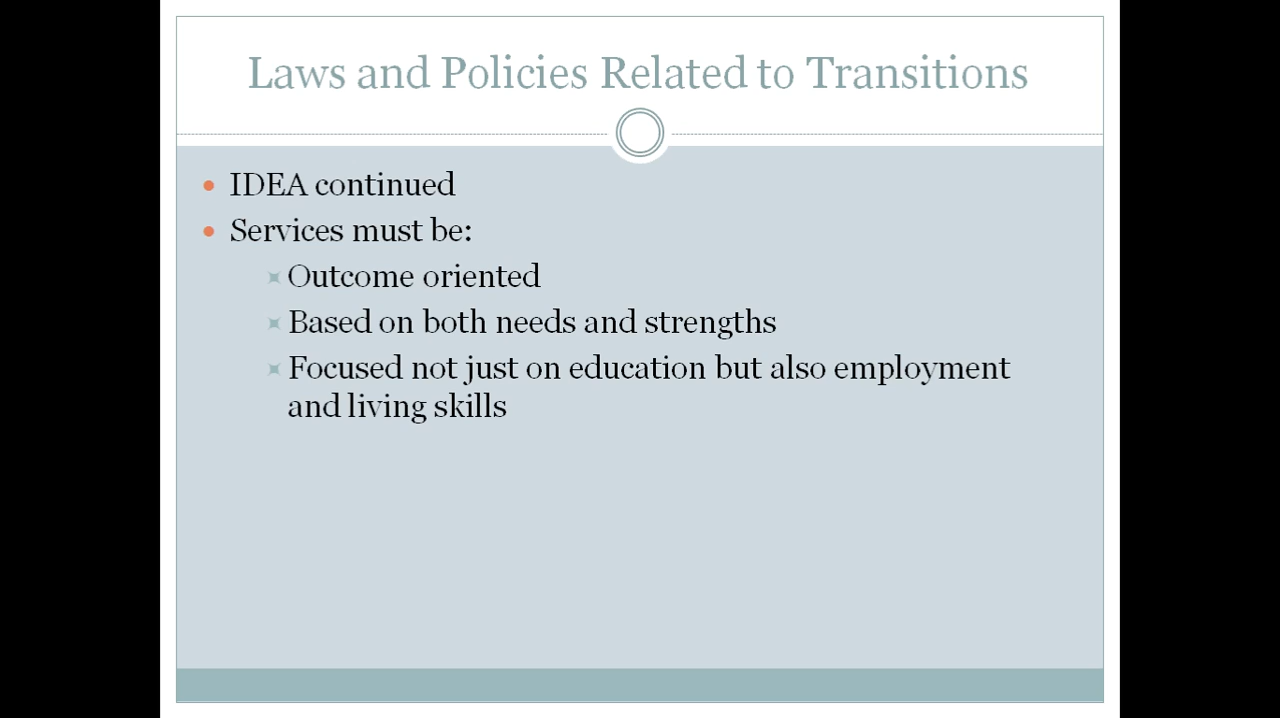 Laws and Policies Related to Transitions
IDEA continued
Services must be:
Outcome oriented
Based on both needs and strengths
Focused not just on education but also employment
and living skills